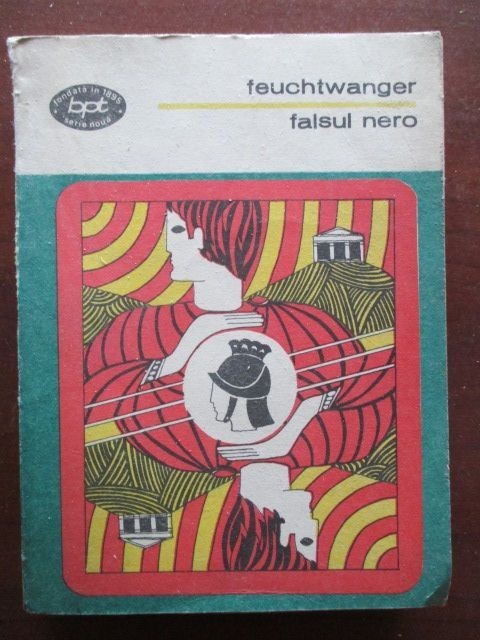 fondată în 1895
bpt
serie nouă
feuchtwanger
falsul nero